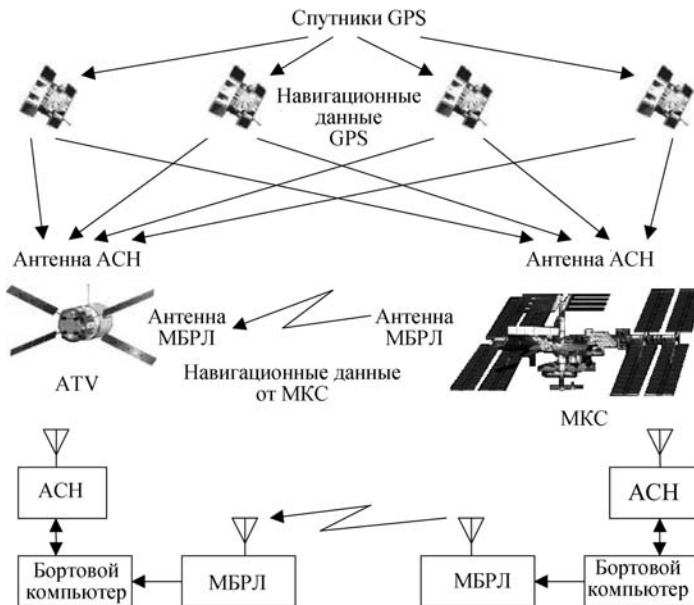 Спутники GPS
Навигационные
данные
GPS
Антенна АСН
Антенна АСН
Антенна
МБРЛ
Антенна
МБРЛ
Навигационные данные
от МКС
ATV
МКС
АСН
АСН
Бортовой
компьютер
МБРЛ
МБРЛ
Бортовой
компьютер